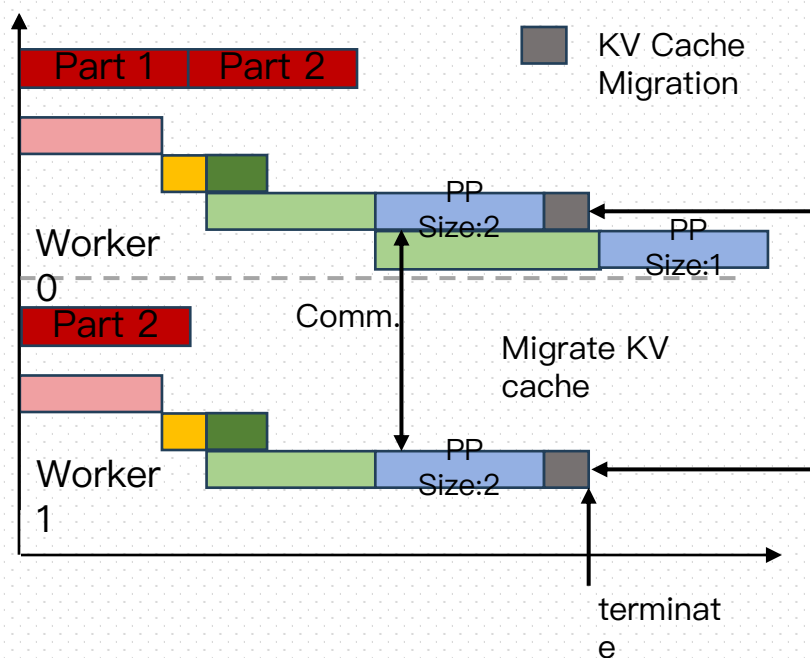 Part 1
Part 2
KV Cache
Migration
PP
Size:2
PP
Size:1
Worker
0
Part 2
Comm.
Migrate KV
cache
PP
Size:2
Worker
1
terminat
e